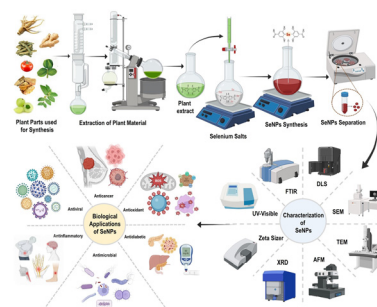 Plant Parts used
for Synthesis
Extraction of Plant Material
Plant
extract
Selenium Salts
SeNPs Synthesis
SeNPs Separation
Anticancer
Antiviral
Antioxidant
Biological
Applications
of SeNPs
Antiinflammatory
Antidiabetic
Antimicrobial
FTIR
DLS
UV-Visible
SEM
Characterization
of SeNPs
Zeta Sizer
TEM
XRD
AFM